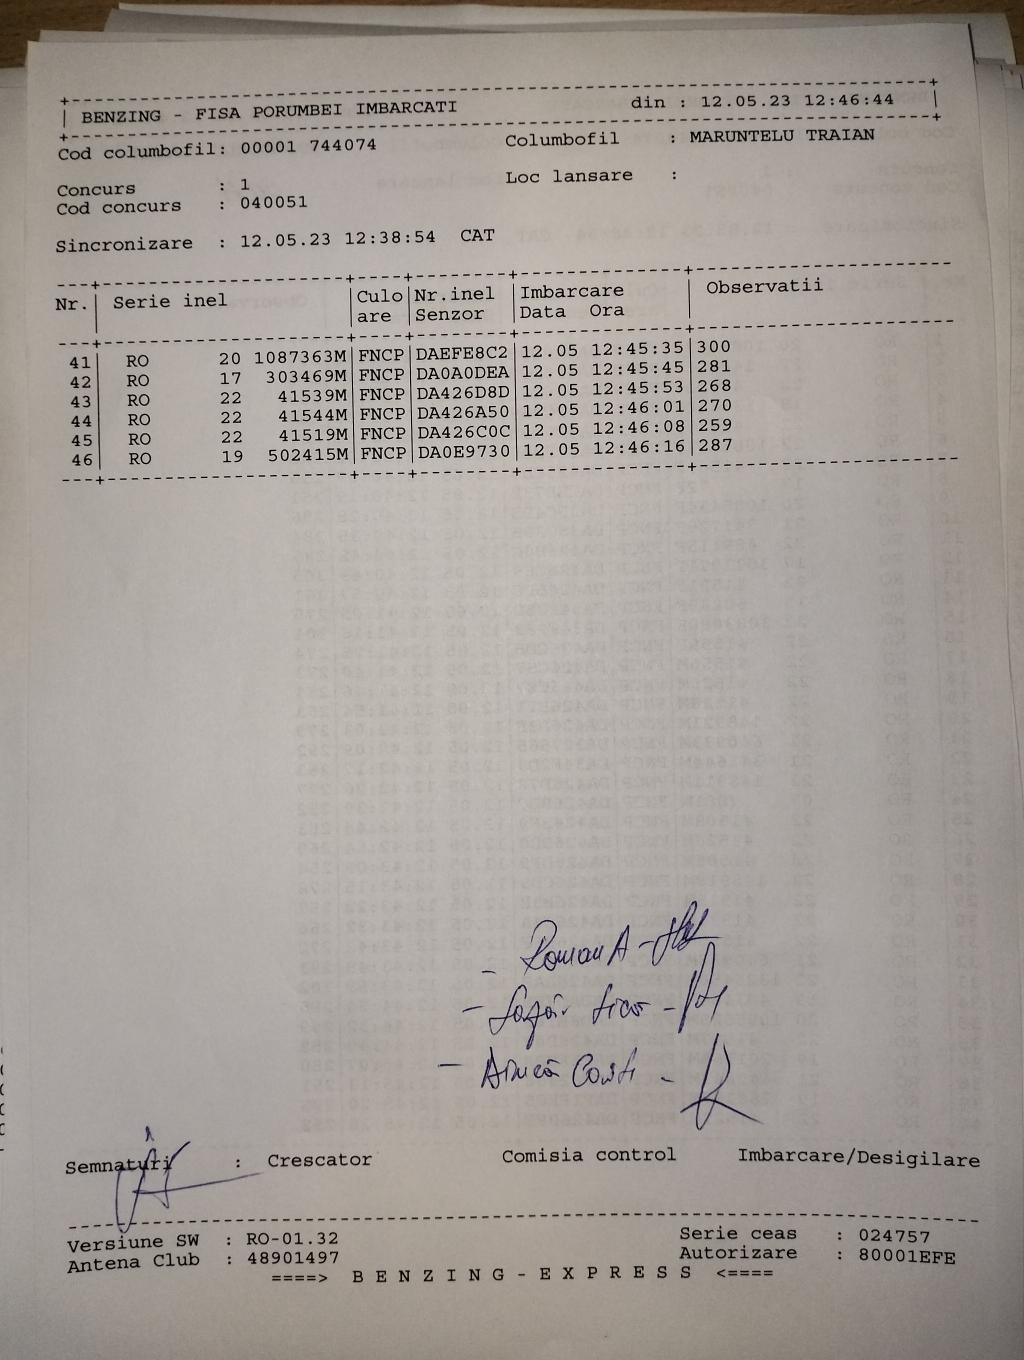 BENZING - FISA PORUMBEI IMBARCATI din : 12.05.23 12:46:44
Cod columbofil: 00001 744074 Columbofil : MARUNTELU TRAIAN
Concurs : 1 Loc lansare :
Cod concurs : 040051
Sincronizare : 12.05.23 12:38:54 CAT
Nr. Serie inel Culo Nr.inel Imbarcare Observatii
are Senzor Data Ora
41 RO 20 1087363M FNCP DAEFE8C2 12.05 12:45:35 300
42 RO 17 303469M FNCP DA0A0DEA 12.05 12:45:45 281
43 RO 22 41539M FNCP DA426D8D 12.05 12:45:53 268
44 RO 22 41544M FNCP DA426A50 12.05 12:46:01 270
45 RO 22 41519M FNCP DA426C0C 12.05 12:46:08 259
46 RO 19 502415M FNCP DA0E9730 12.05 12:46:16 287
- Roman A -
Semnaturi : Crescator Comisia control Imbarcare/Desigilare
Versiune SW : RO-01.32 Serie ceas : 024757
Antena Club : 48901497 Autorizare : 80001EFE
====> B E N Z I N G - E X P R E S S <====